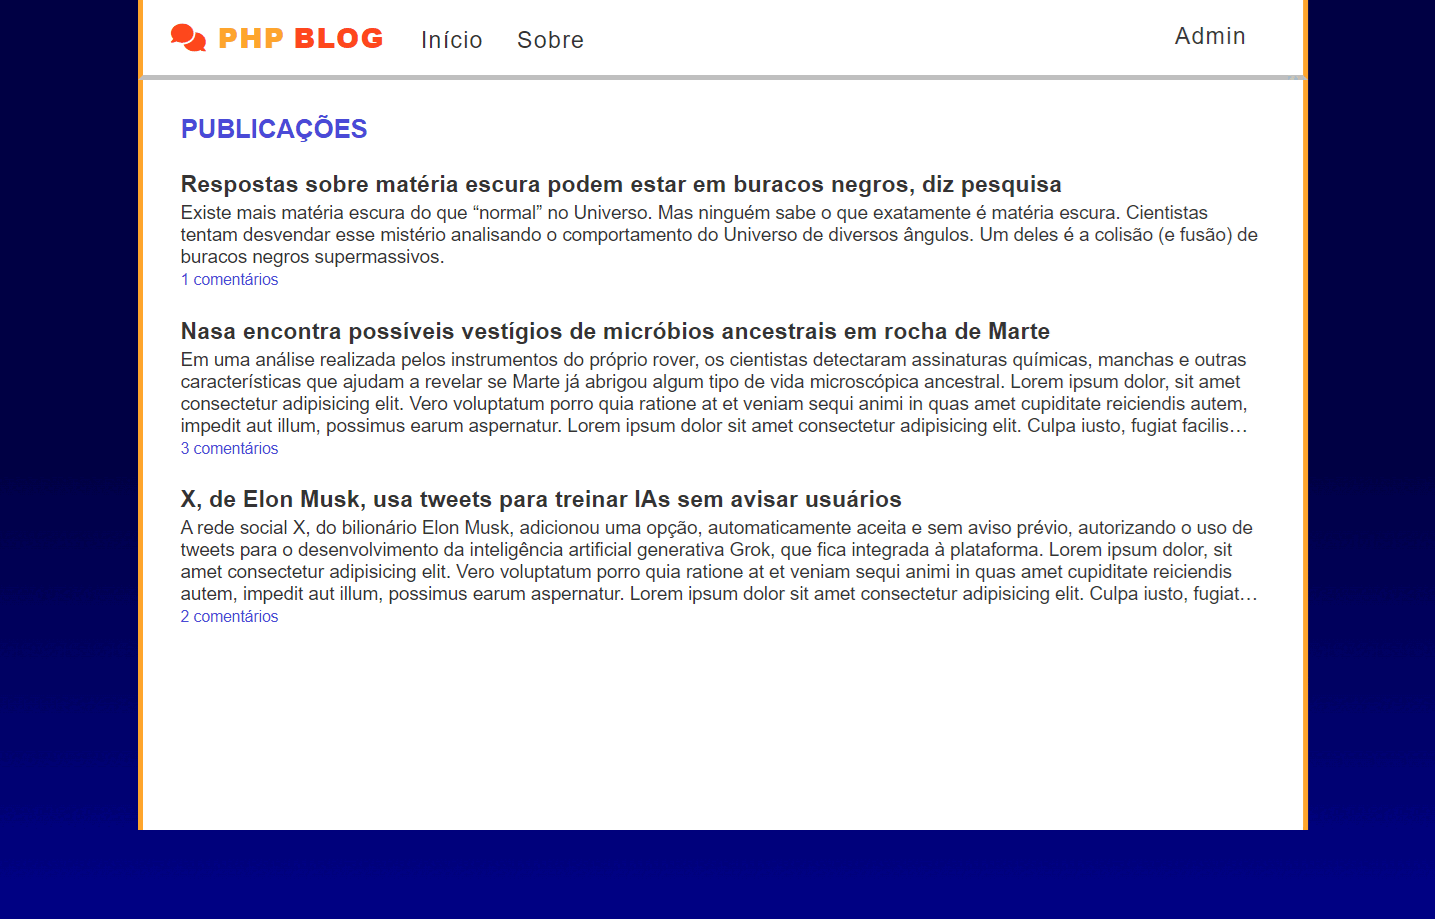 PHP BLOG Início Sobre Admin
PUBLICAÇÕES
Respostas sobre matéria escura podem estar em buracos negros, diz pesquisa
Existe mais matéria escura do que “normal” no Universo. Mas ninguém sabe o que exatamente é matéria escura. Cientistas
tentam desvendar esse mistério analisando o comportamento do Universo de diversos ângulos. Um deles é a colisão (e fusão) de
buracos negros supermassivos.
1 comentários
Nasa encontra possíveis vestígios de micróbios ancestrais em rocha de Marte
Em uma análise realizada pelos instrumentos do próprio rover, os cientistas detectaram assinaturas químicas, manchas e outras
características que ajudam a revelar se Marte já abrigou algum tipo de vida microscópica ancestral. Lorem ipsum dolor, sit amet
consectetur adipisicing elit. Vero voluptatum porro quia ratione at et veniam sequi animi in quas amet cupiditate reiciendis autem,
impedit aut illum, possimus earum aspernatur. Lorem ipsum dolor sit amet consectetur adipisicing elit. Culpa iusto, fugiat facilis…
3 comentários
X, de Elon Musk, usa tweets para treinar IAs sem avisar usuários
A rede social X, do bilionário Elon Musk, adicionou uma opção, automaticamente aceita e sem aviso prévio, autorizando o uso de
tweets para o desenvolvimento da inteligência artificial generativa Grok, que fica integrada à plataforma. Lorem ipsum dolor, sit
amet consectetur adipisicing elit. Vero voluptatum porro quia ratione at et veniam sequi animi in quas amet cupiditate reiciendis
autem, impedit aut illum, possimus earum aspernatur. Lorem ipsum dolor sit amet consectetur adipisicing elit. Culpa iusto, fugiat…
2 comentários